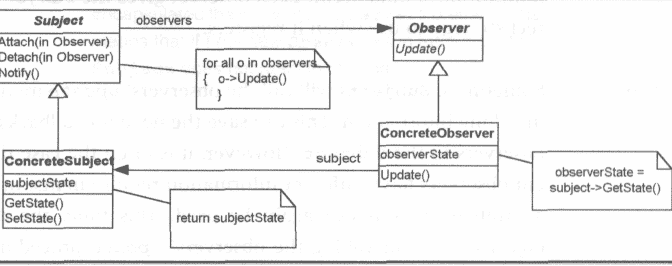 Subject
observers
Observer
Attach(in Observer)
Detach(in Observer)
Notify()
Update()
for all o in observers
{ o->Update()
}
ConcreteSubject
subjectState
GetState()
SetState()
subject
ConcreteObserver
observerState
Update()
return subjectState
observerState =
subject->GetState()